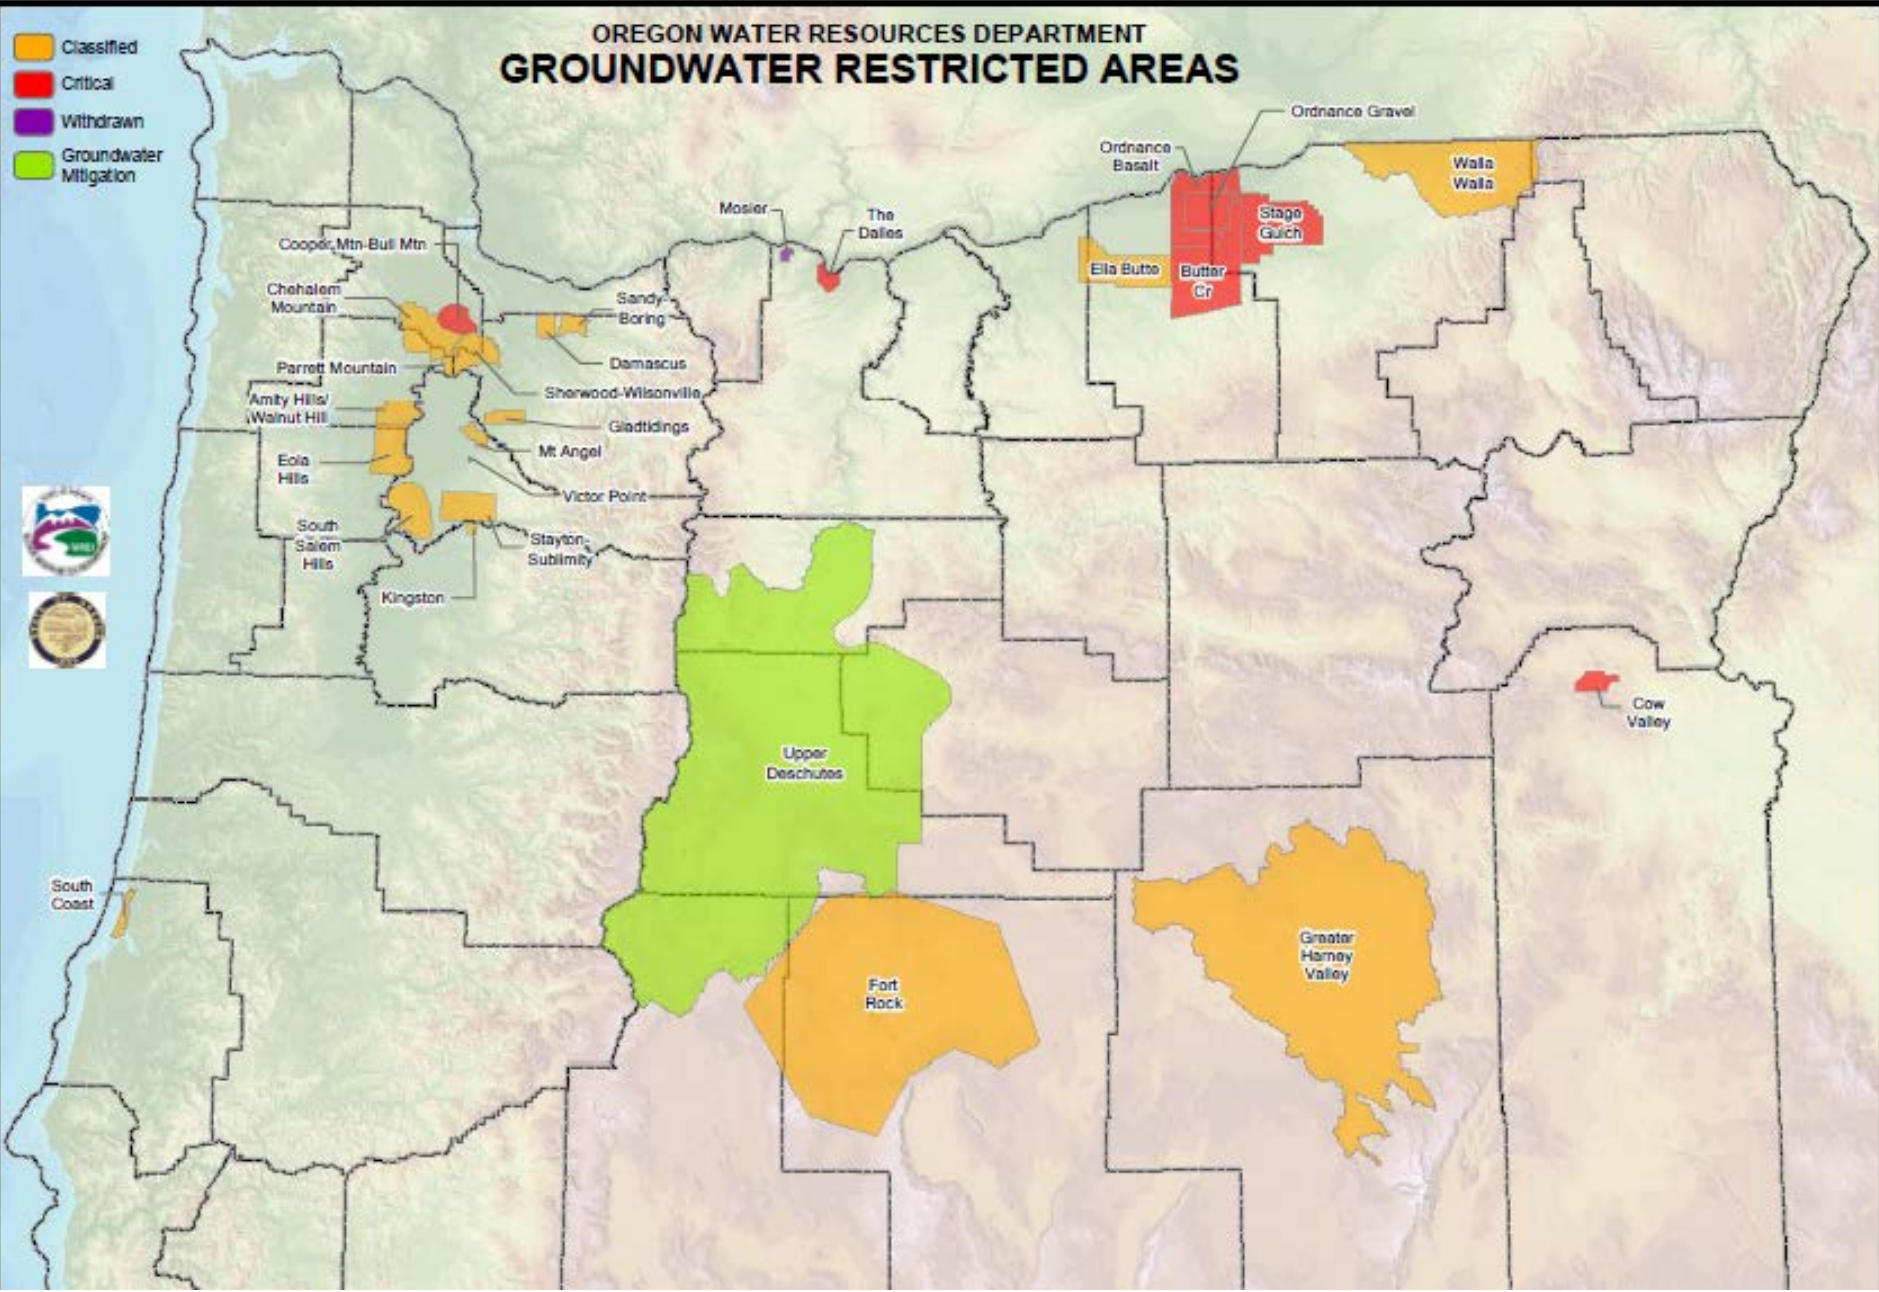 OREGON WATER RESOURCES DEPARTMENT
GROUNDWATER RESTRICTED AREAS
Classified
Critical
Withdrawn
Groundwater
Mitigation
Ordnance Gravel
Ordnance
Basalt
Walla
Walla
Mosier
The
Dalles
Stage
Gulch
Cooper Mtn-Bull Mtn
Ella Butte
Butter
Cr
Chehalem
Mountain
Sandy-
Boring
Parrett Mountain
Damascus
Sherwood-Wilsonville
Amity Hills/
Walnut Hill
Gladtidings
Mt Angel
Eola
Hills
Victor Point
South
Salem
Hills
Stayton-
Sublimity
Kingston
Cow
Valley
Upper
Deschutes
South
Coast
Greater
Harney
Valley
Fort
Rock